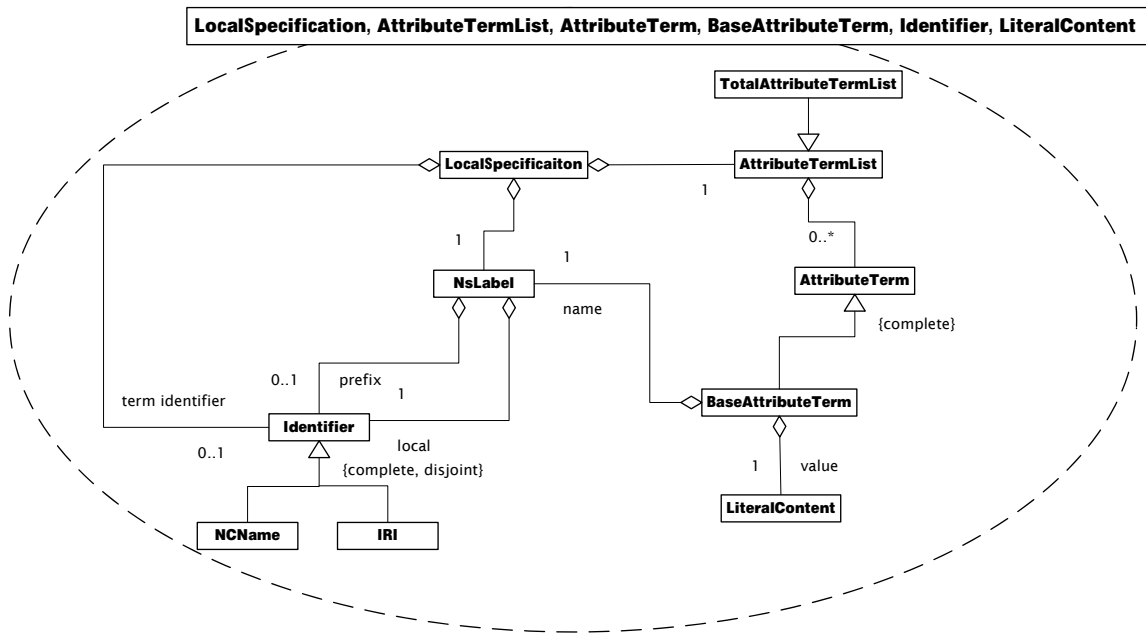 LocalSpecification, AttributeTermList, AttributeTerm, BaseAttributeTerm, Identifier, LiteralContent
TotalAttributeTermList
LocalSpecificaiton
AttributeTermList
1
0..*
1
1
NsLabel
AttributeTerm
name
{complete}
0..1
prefix
1
term identifier
BaseAttributeTerm
Identifier
local
0..1
{complete, disjoint}
1
value
LiteralContent
NCName
IRI